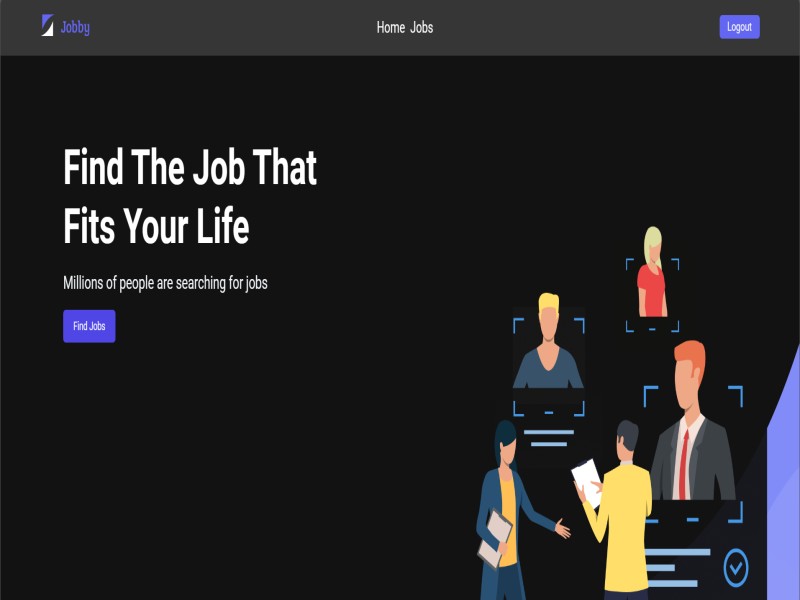 Jobby
Home Jobs
Logout
Find The Job That
Fits Your Life
Millions of people are searching for jobs
Find Jobs